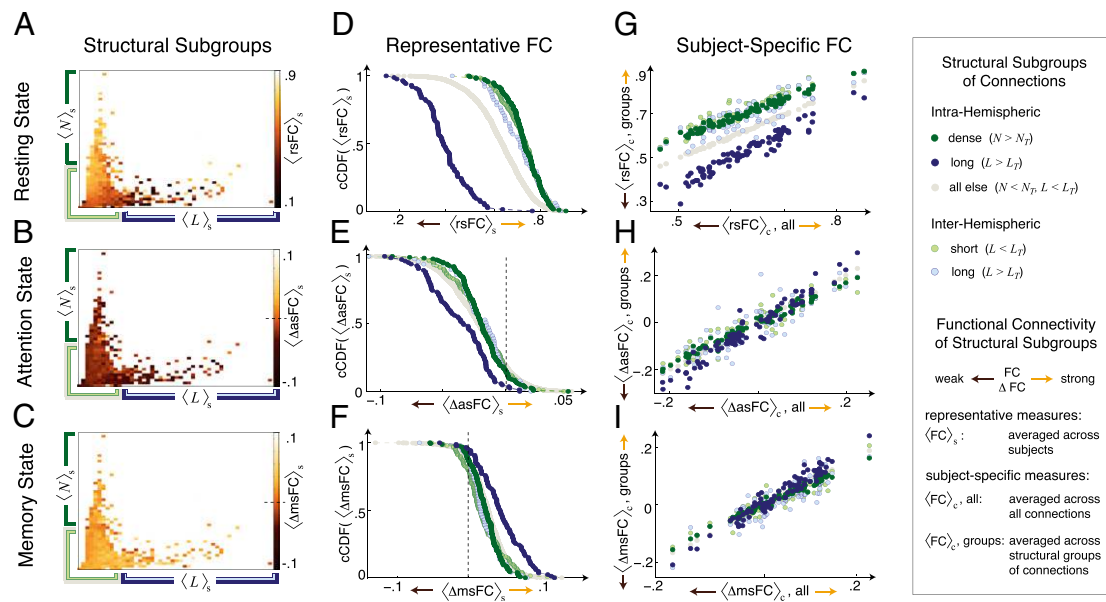 A
Structural Subgroups
D
Representative FC
G
Subject-Specific FC
Resting State
⟨N⟩s
⟨L⟩s
.9
⟨rsFC⟩s
.1
cCDF(⟨rsFC⟩s)
1
.5
0
.2
⟨rsFC⟩s
.8
⟨rsFC⟩c, groups
.9
.7
.5
.3
.5
⟨rsFC⟩c, all
.8
B
Attention State
⟨N⟩s
⟨L⟩s
.1
⟨ΔasFC⟩s
-.1
E
cCDF(⟨ΔasFC⟩s)
1
.5
0
-.1
⟨ΔasFC⟩s
.05
H
⟨ΔasFC⟩c, groups
.2
0
-.2
-.2
⟨ΔasFC⟩c, all
.2
C
Memory State
⟨N⟩s
⟨L⟩s
.1
⟨ΔmsFC⟩s
-.1
F
cCDF(⟨ΔmsFC⟩s)
1
.5
0
-.1
⟨ΔmsFC⟩s
.1
I
⟨ΔmsFC⟩c, groups
.2
0
-.2
-.2
⟨ΔmsFC⟩c, all
.2
Structural Subgroups
of Connections
Intra-Hemispheric
dense (N > NT)
long (L > LT)
all else (N < NT, L < LT)
Inter-Hemispheric
short (L < LT)
long (L > LT)
Functional Connectivity
of Structural Subgroups
weak FC strong
Δ FC
representative measures:
⟨FC⟩s : averaged across
subjects
subject-specific measures:
⟨FC⟩c, all: averaged across
all connections
⟨FC⟩c, groups: averaged across
structural groups
of connections